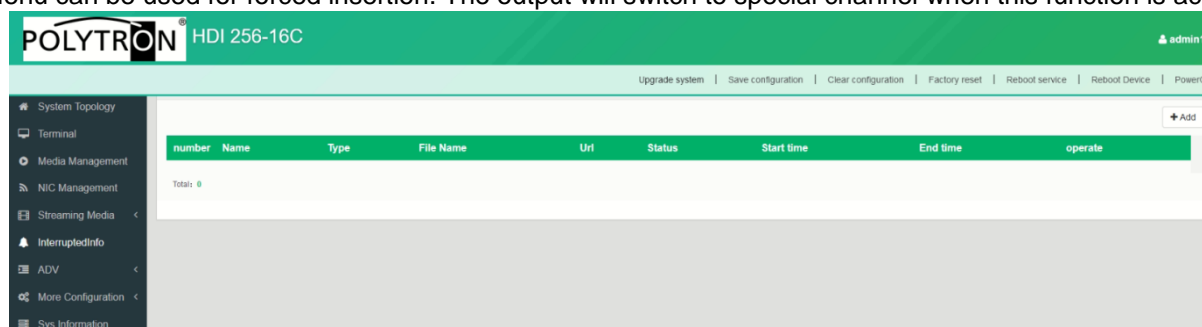 menu can be used for forced insertion. The output will switch to special channel when this function is
POLYTRON® HDI 256-16C
admin
Upgrade system | Save configuration | Clear configuration | Factory reset | Reboot service | Reboot Device |
System Topology
+ Add
Terminal
number Name Type File Name Url Status Start time End time operate
Media Management
NIC Management
Total: 0
Streaming Media <
InterruptedInfo
ADV <
More Configuration <
Sys Information